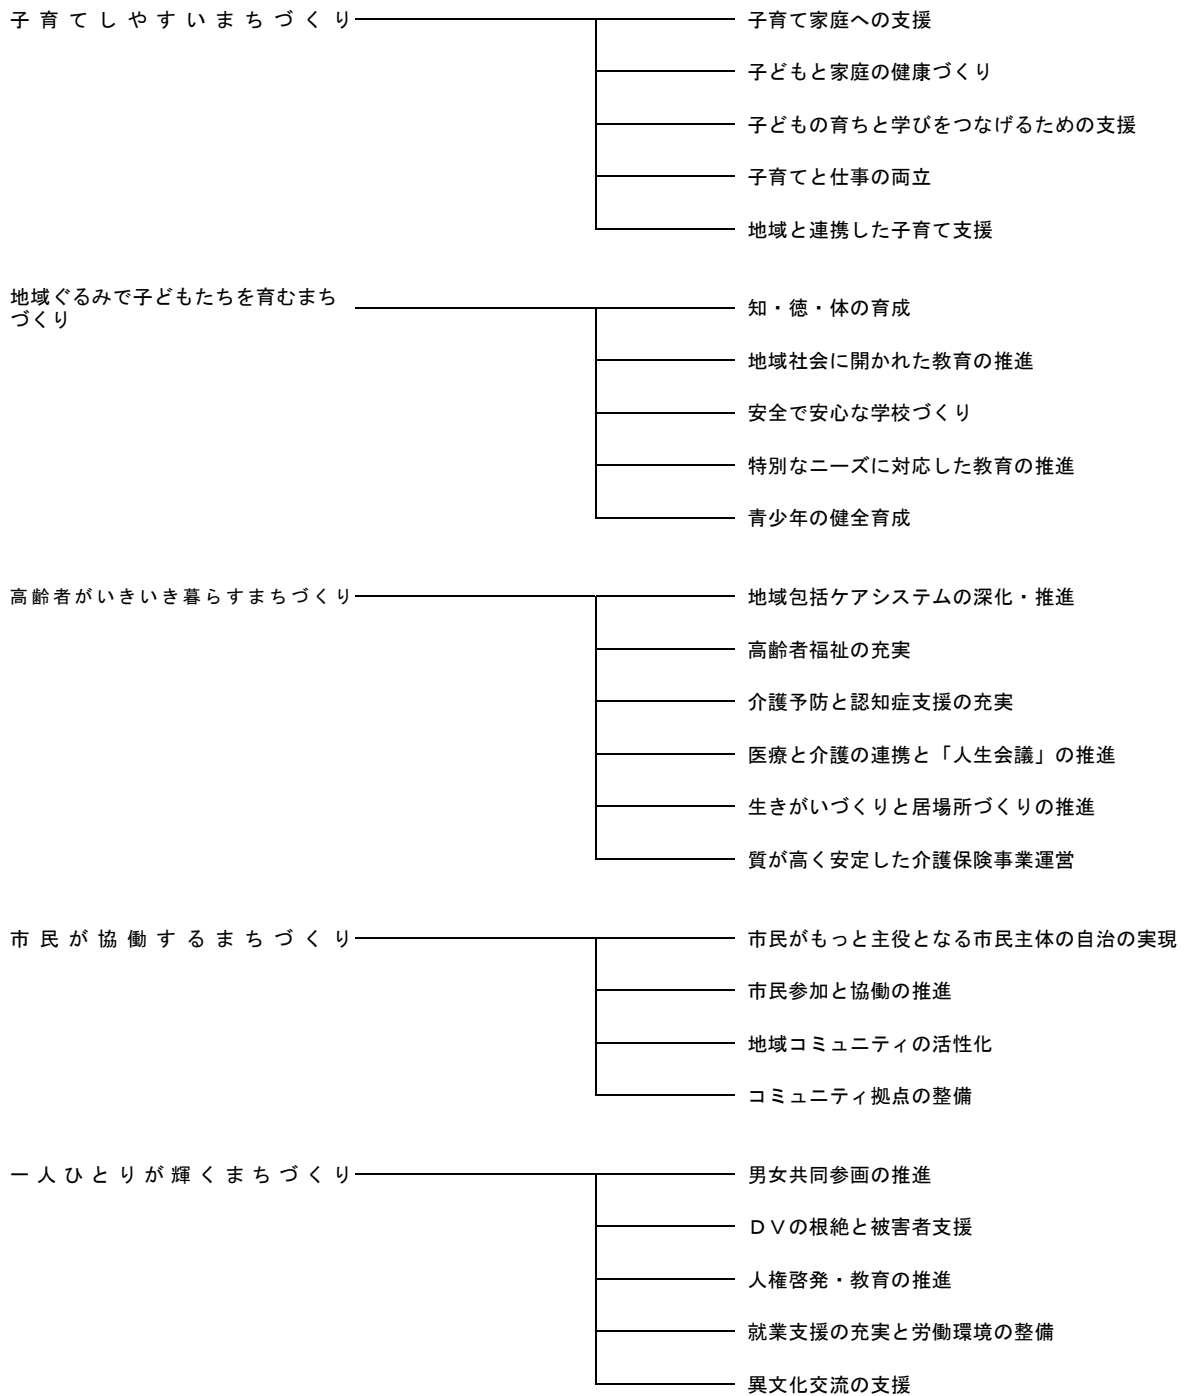 子育てしやすいまちづくり
子育て家庭への支援
子どもと家庭の健康づくり
子どもの育ちと学びをつなげるための支援
子育てと仕事の両立
地域と連携した子育て支援
地域ぐるみで子どもたちを育むまち
づくり
知・徳・体の育成
地域社会に開かれた教育の推進
安全で安心な学校づくり
特別なニーズに対応した教育の推進
青少年の健全育成
高齢者がいきいき暮らすまちづくり
地域包括ケアシステムの深化・推進
高齢者福祉の充実
介護予防と認知症支援の充実
医療と介護の連携と「人生会議」の推進
生きがいづくりと居場所づくりの推進
質が高く安定した介護保険事業運営
市民が協働するまちづくり
市民がもっと主役となる市民主体の自治の実現
市民参加と協働の推進
地域コミュニティの活性化
コミュニティ拠点の整備
一人ひとりが輝くまちづくり
男女共同参画の推進
ＤＶの根絶と被害者支援
人権啓発・教育の推進
就業支援の充実と労働環境の整備
異文化交流の支援